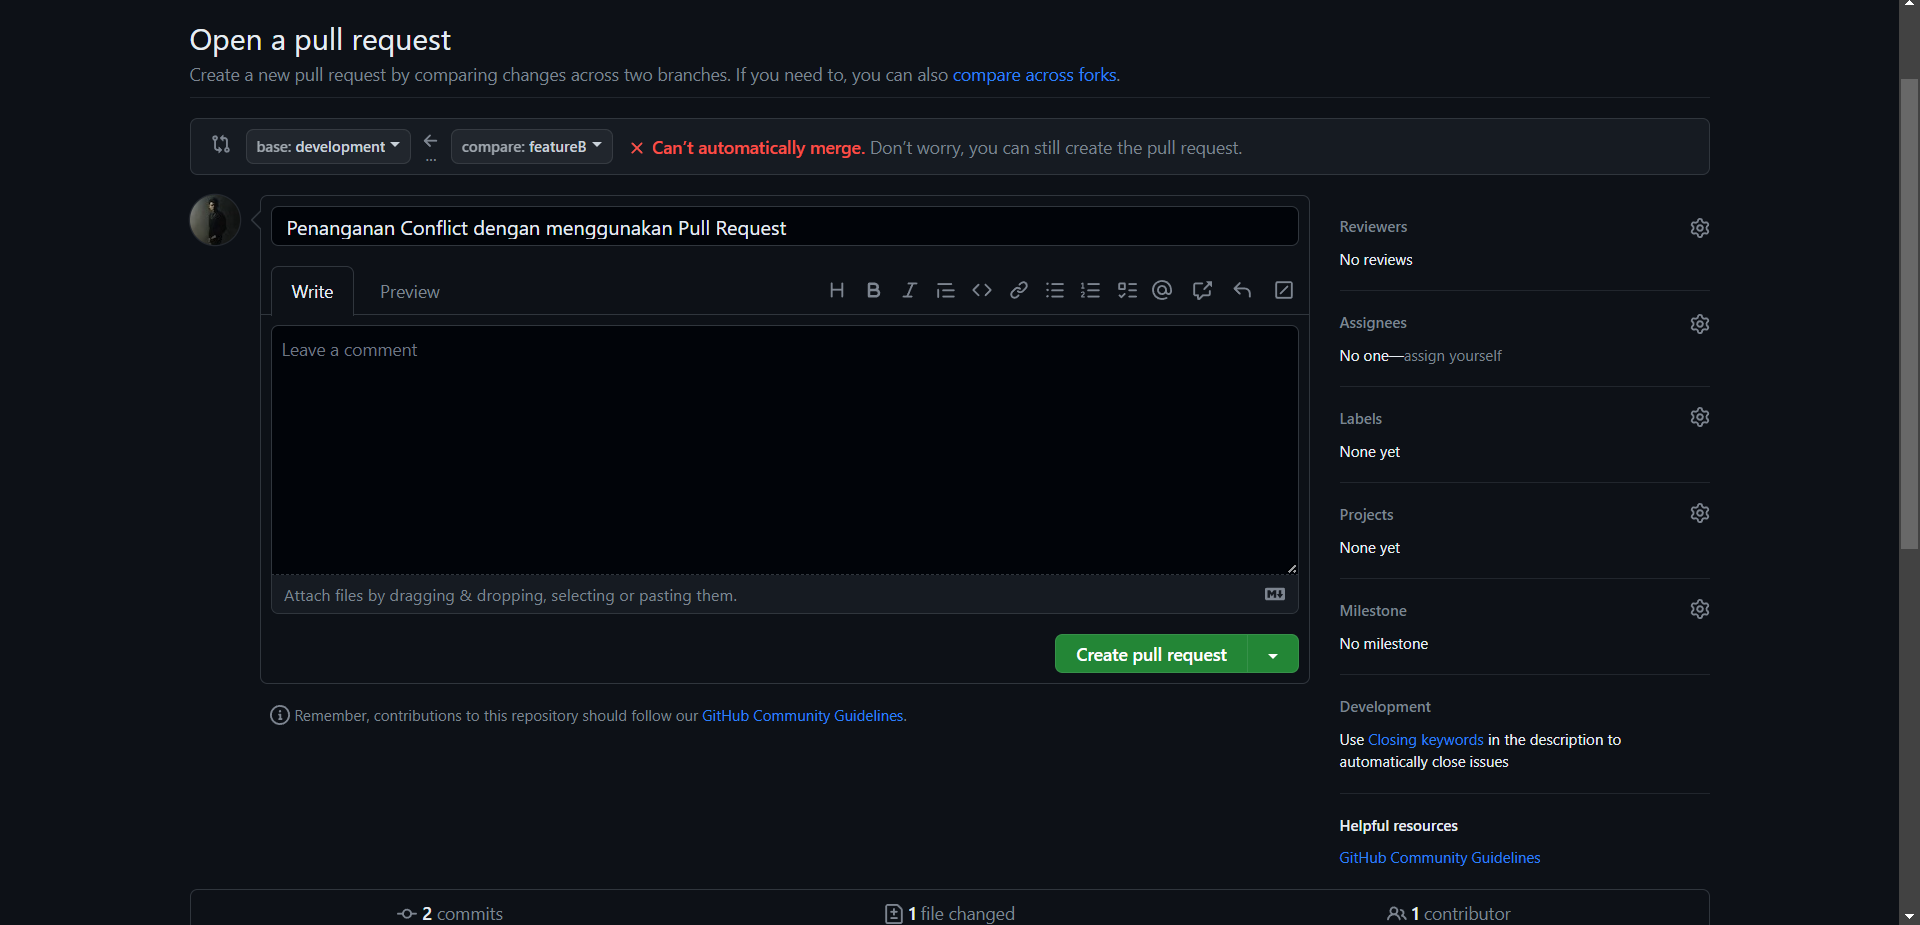 Open a pull request
Create a new pull request by comparing changes across two branches. If you need to, you can also compare across forks.
base: development
...
compare: featureB
Can’t automatically merge. Don’t worry, you can still create the pull request.
Penanganan Conflict dengan menggunakan Pull Request
Write
Preview
Leave a comment
Attach files by dragging & dropping, selecting or pasting them.
Create pull request
Remember, contributions to this repository should follow our GitHub Community Guidelines.
Reviewers
No reviews
Assignees
No one—assign yourself
Labels
None yet
Projects
None yet
Milestone
No milestone
Development
Use Closing keywords in the description to
automatically close issues
Helpful resources
GitHub Community Guidelines
2 commits
1 file changed
1 contributor